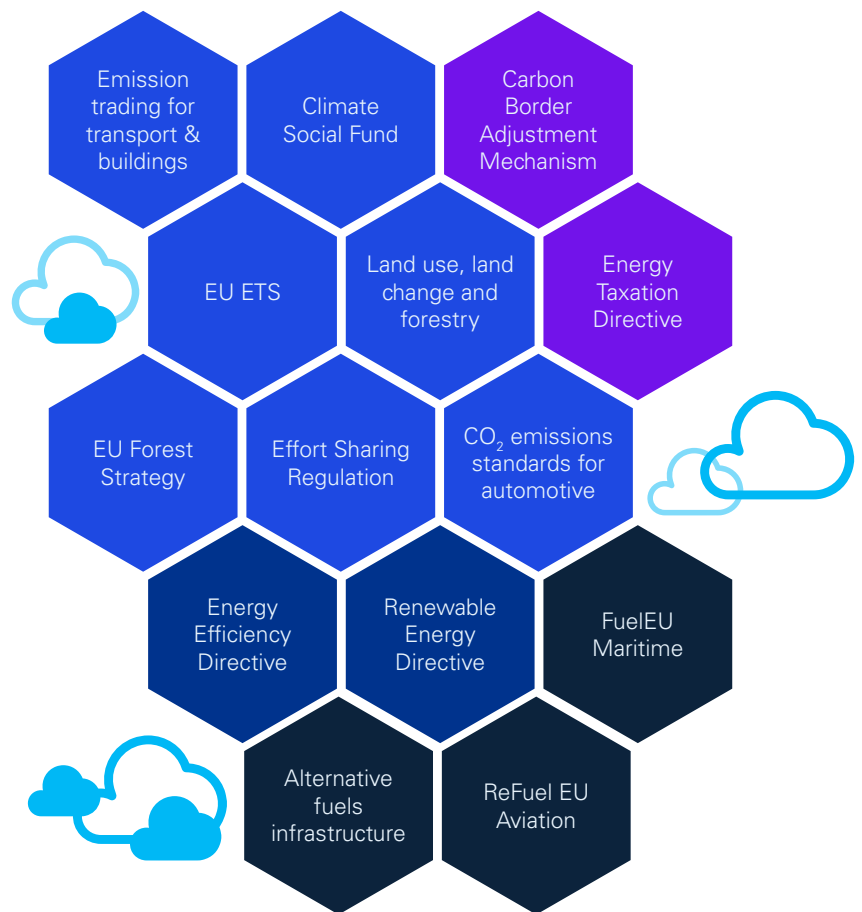 Emission
trading for
transport &
buildings
Climate
Social Fund
Carbon
Border
Adjustment
Mechanism
EU ETS
Land use, land
change and
forestry
Energy
Taxation
Directive
EU Forest
Strategy
Effort Sharing
Regulation
CO₂ emissions
standards for
automotive
Energy
Efficiency
Directive
Renewable
Energy
Directive
FuelEU
Maritime
Alternative
fuels
infrastructure
ReFuel EU
Aviation